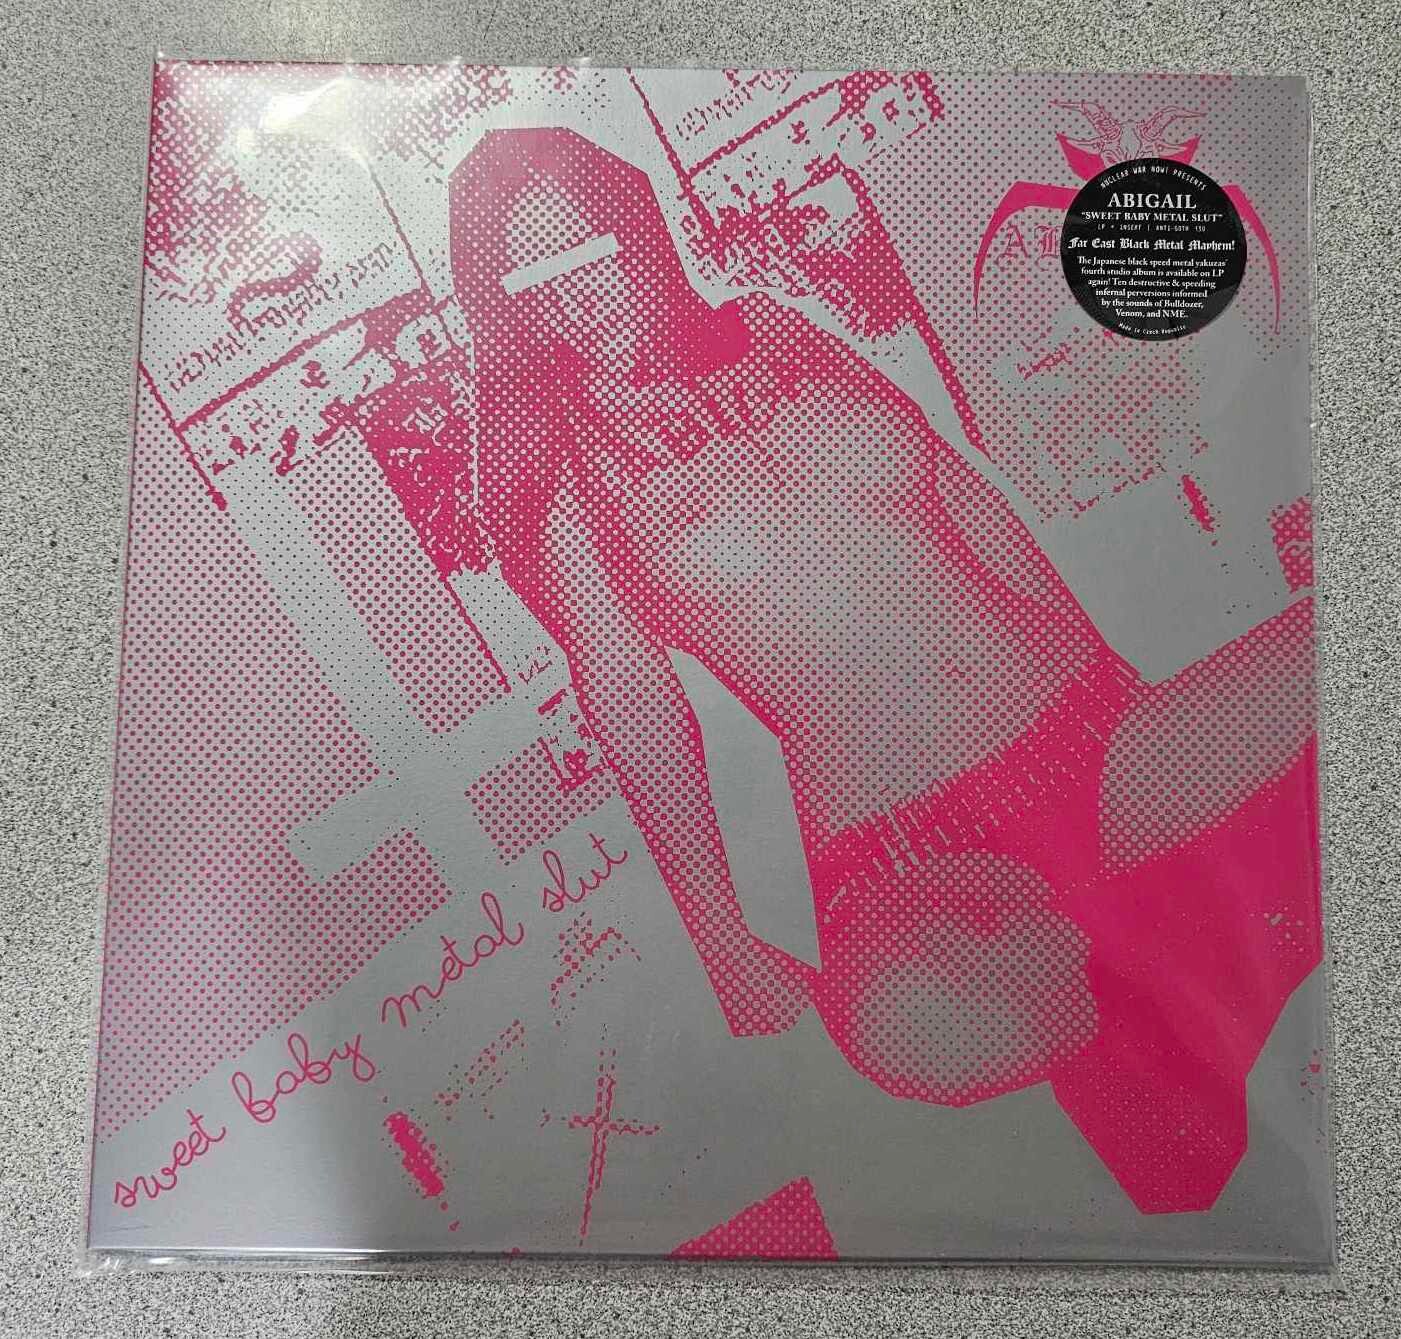 NUCLEAR WAR NOW! PRESENTS
ABIGAIL
"SWEET BABY METAL SLUT"
LP + INSERT | ANTI-GOTH 130
Far East Black Metal Mayhem!
The Japanese black speed metal yakuzas'
fourth studio album is available on LP
again! Ten destructive & speeding
infernal perversions informed
by the sounds of Bulldozer,
Venom, and NME.
Made in Czech Republic
sweet baby metal slut